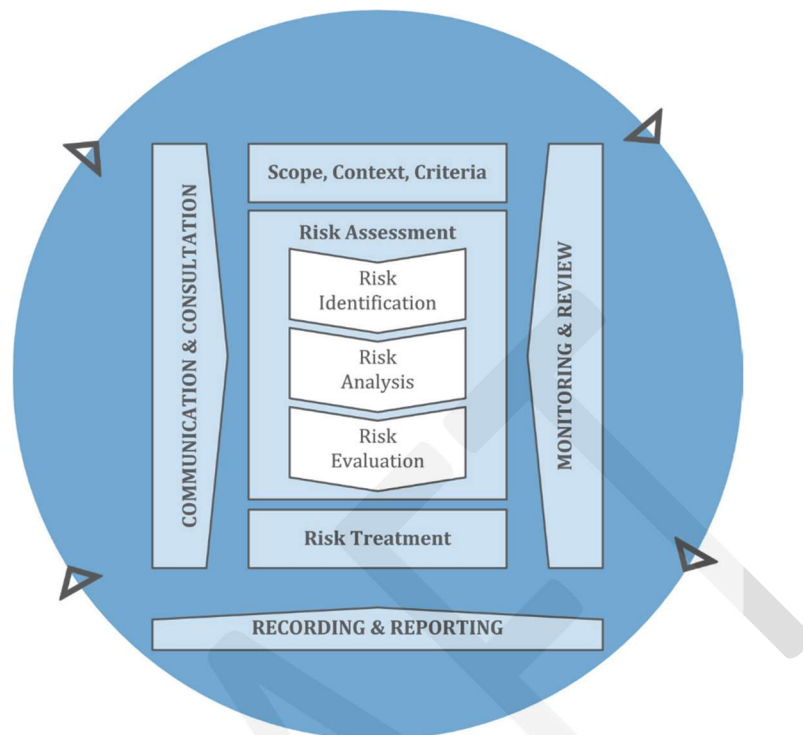 Scope, Context, Criteria
COMMUNICATION & CONSULTATION
Risk Assessment
Risk
Identification
Risk
Analysis
Risk
Evaluation
MONITORING & REVIEW
Risk Treatment
RECORDING & REPORTING